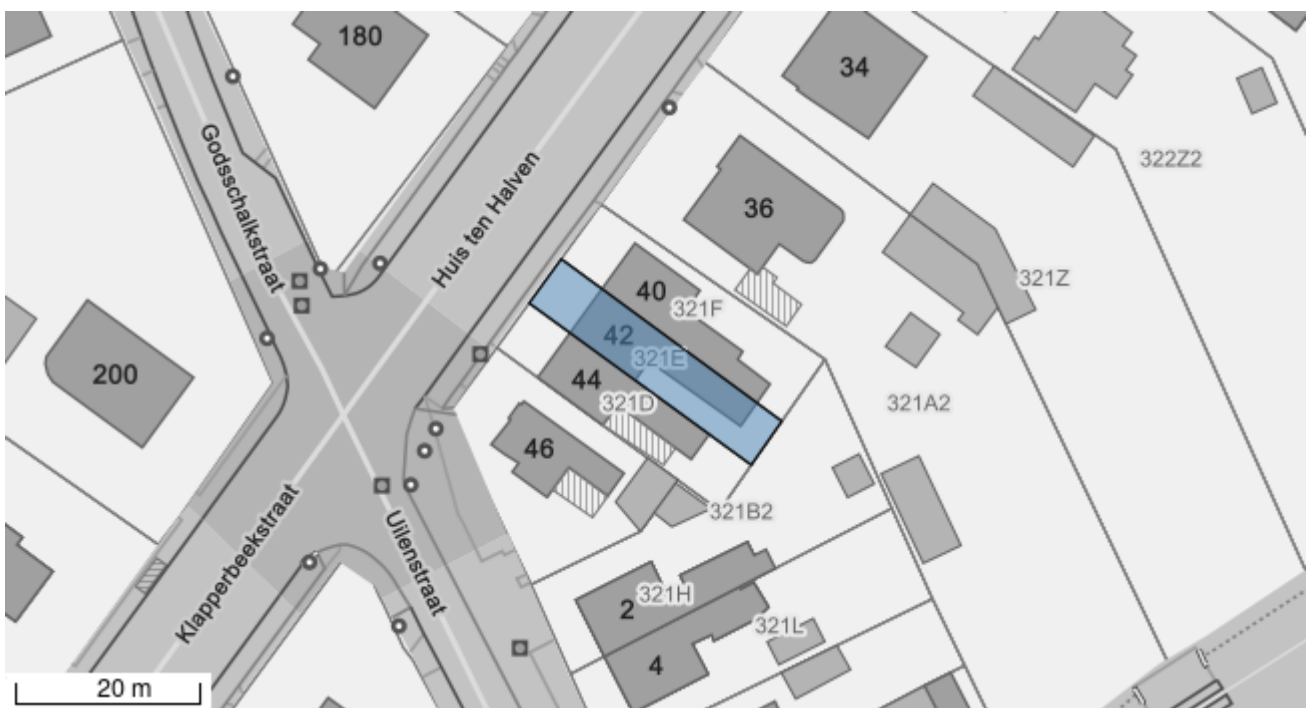 180
34
322Z2
Godsschalkstraat
Huis ten Halven
36
321Z
40
321F
42
321E
200
44
321D
321A2
46
321B2
Klapperbeekstraat
Uilenstraat
2
321H
321L
4
20 m